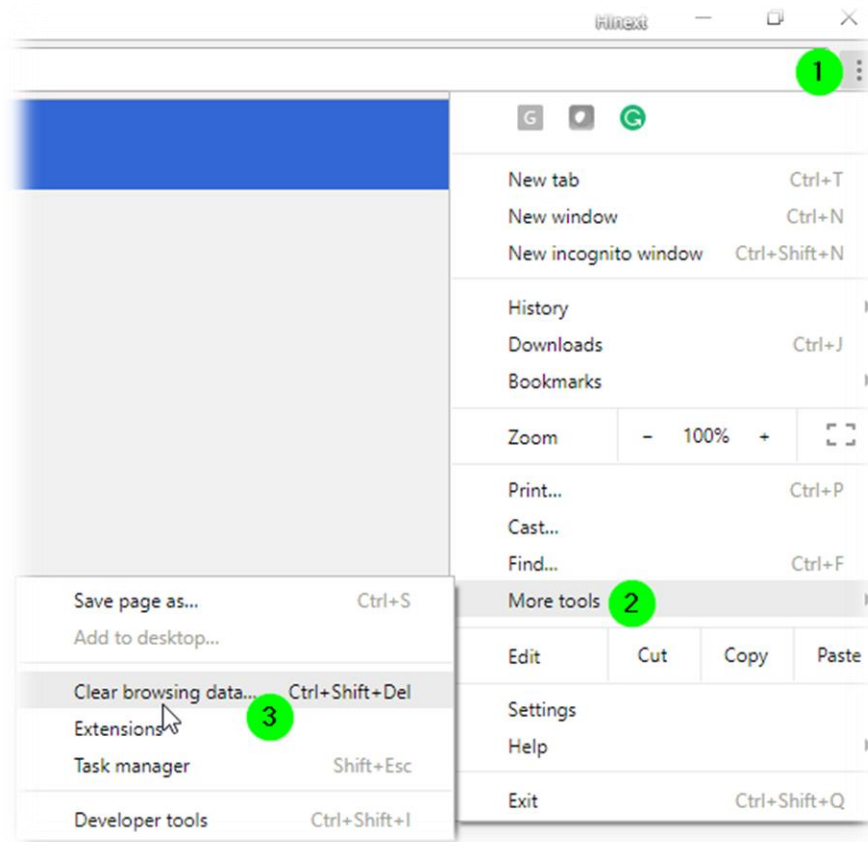 Hinext
1
G
New tab Ctrl+T
New window Ctrl+N
New incognito window Ctrl+Shift+N
History
Downloads Ctrl+J
Bookmarks
Zoom - 100% +
Print... Ctrl+P
Cast...
Find... Ctrl+F
More tools 2
Edit Cut Copy Paste
Settings
Help
Exit Ctrl+Shift+Q
Save page as... Ctrl+S
Add to desktop...
Clear browsing data... Ctrl+Shift+Del
3
Extensions
Task manager Shift+Esc
Developer tools Ctrl+Shift+I